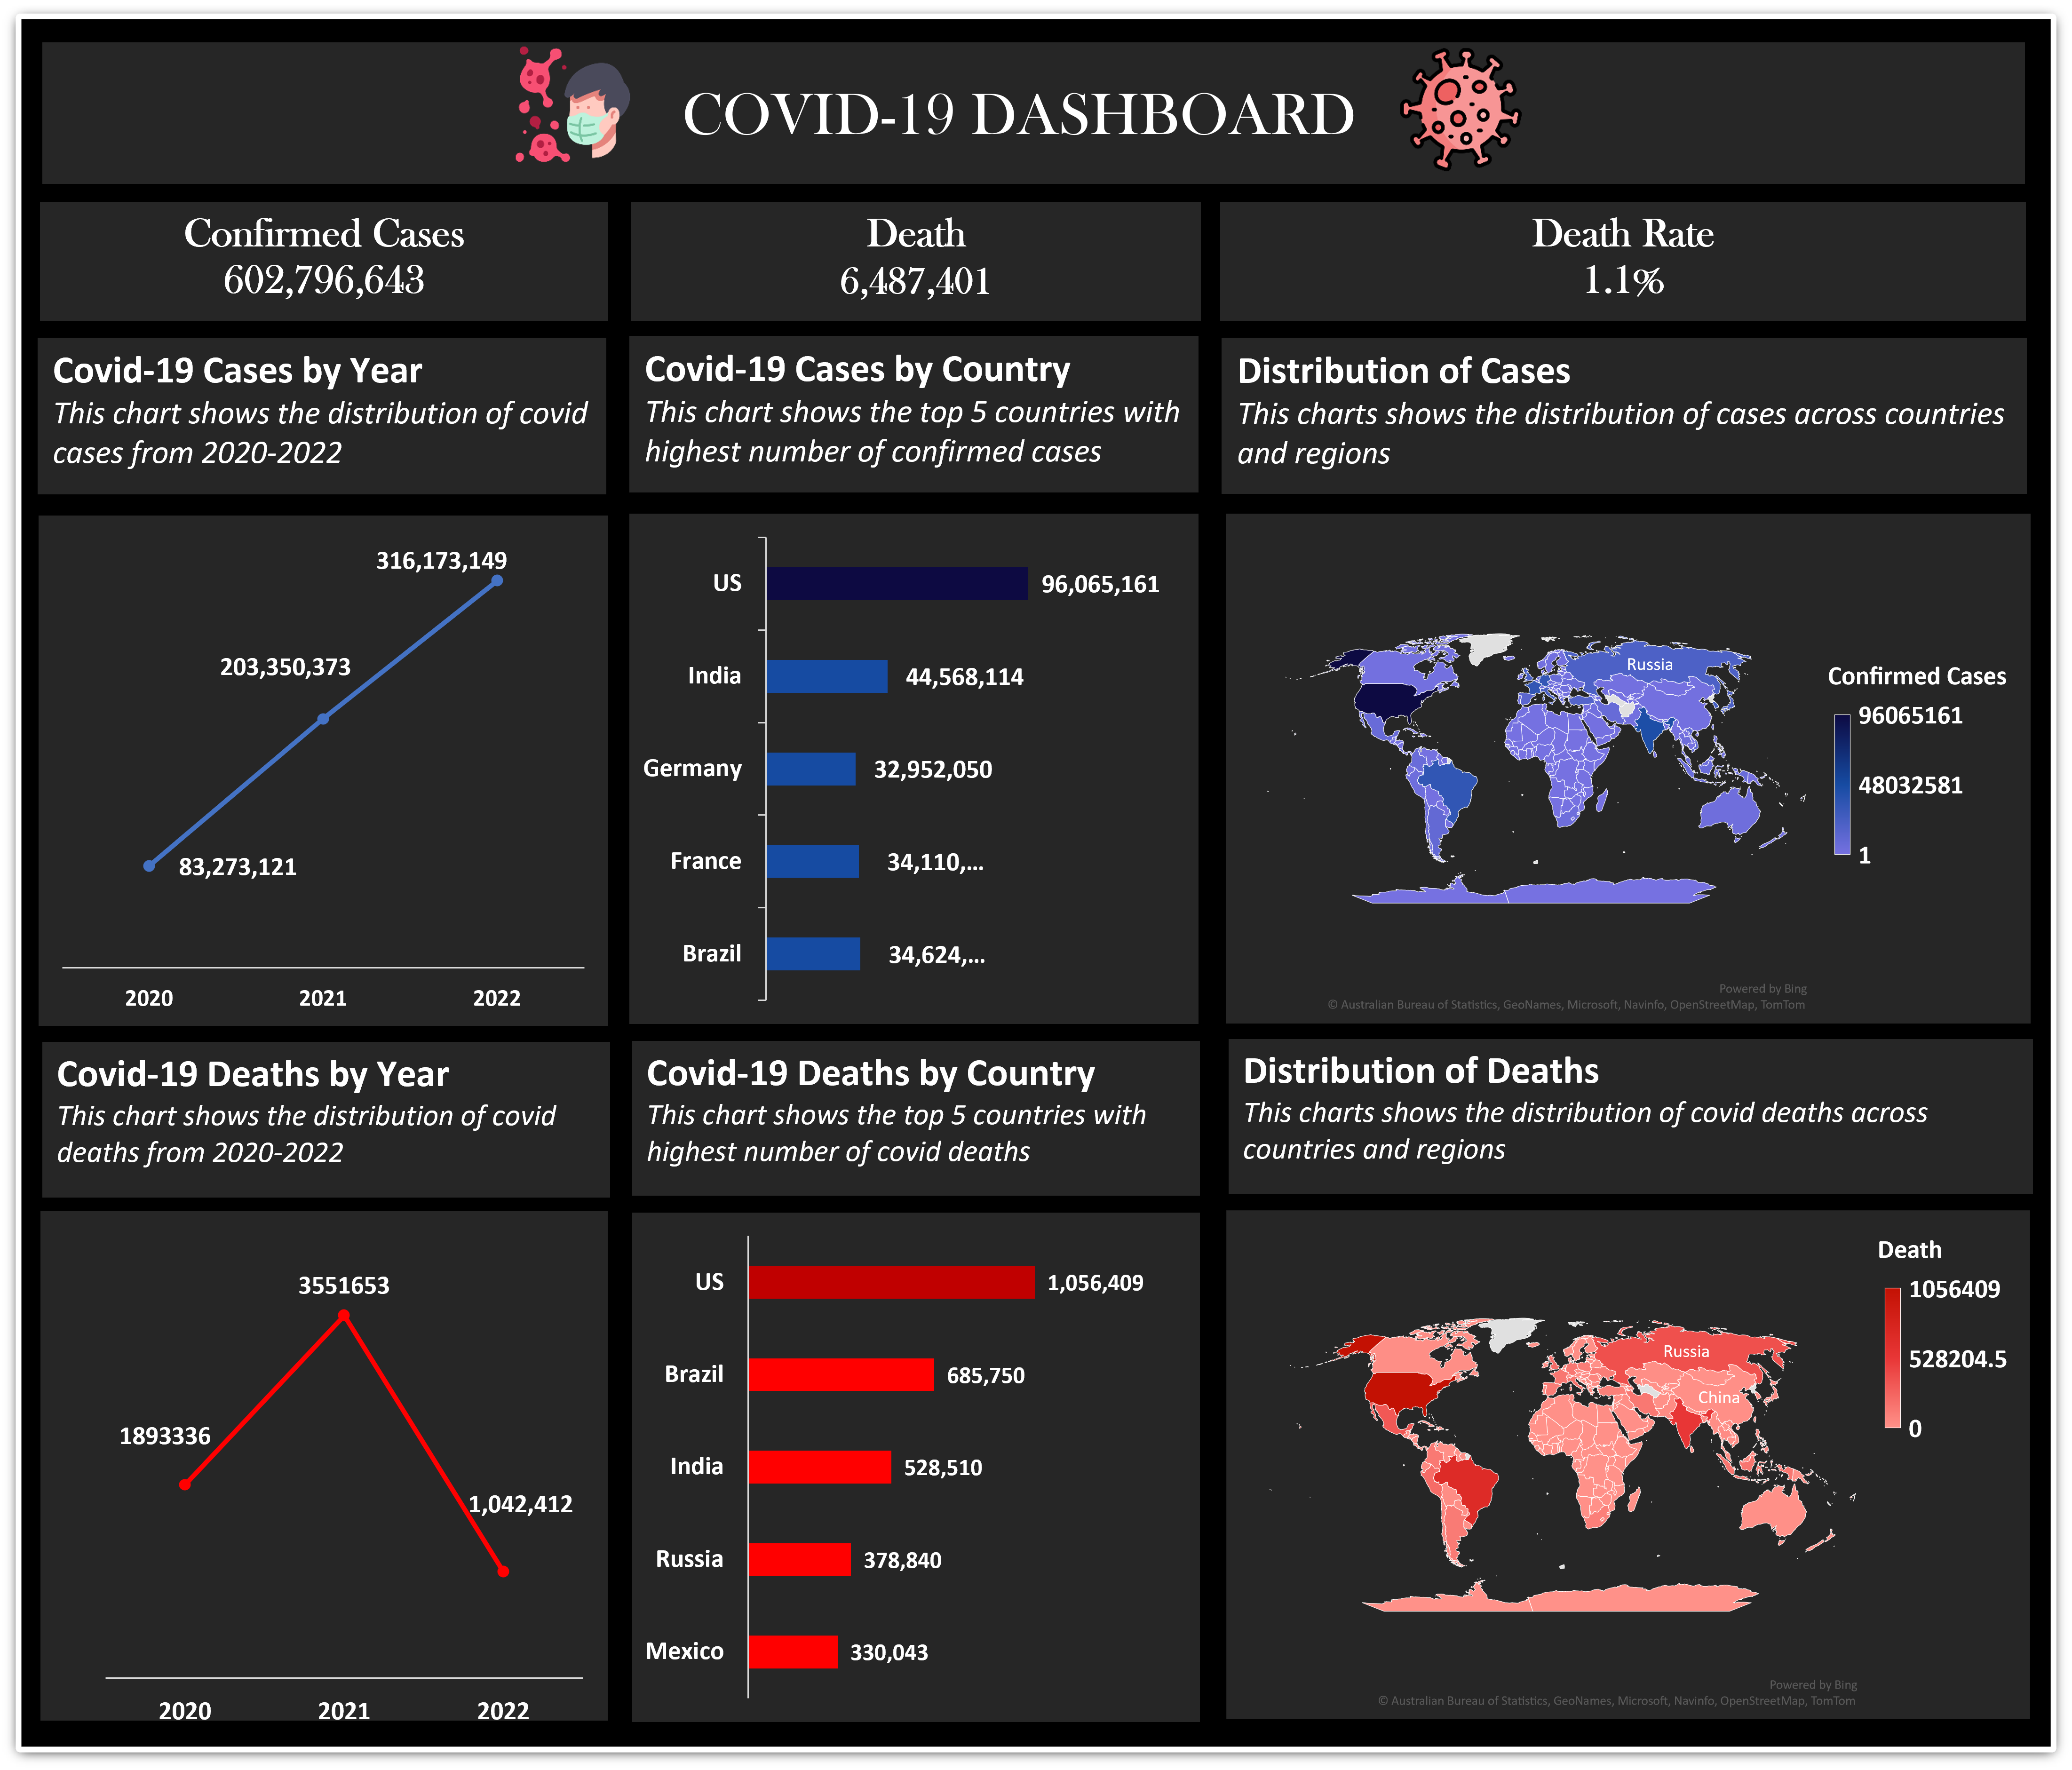 COVID-19 DASHBOARD
Confirmed Cases
602,796,643
Death
6,487,401
Death Rate
1.1%
Covid-19 Cases by Year
This chart shows the distribution of covid
cases from 2020-2022
Covid-19 Cases by Country
This chart shows the top 5 countries with
highest number of confirmed cases
Distribution of Cases
This charts shows the distribution of cases across countries
and regions
316,173,149
203,350,373
83,273,121
2020 2021 2022
US 96,065,161
India 44,568,114
Germany 32,952,050
France 34,110,...
Brazil 34,624,...
Russia
Confirmed Cases
96065161
48032581
1
Powered by Bing
© Australian Bureau of Statistics, GeoNames, Microsoft, Navinfo, OpenStreetMap, TomTom
Covid-19 Deaths by Year
This chart shows the distribution of covid
deaths from 2020-2022
Covid-19 Deaths by Country
This chart shows the top 5 countries with
highest number of covid deaths
Distribution of Deaths
This charts shows the distribution of covid deaths across
countries and regions
3551653
1893336
1,042,412
2020 2021 2022
US 1,056,409
Brazil 685,750
India 528,510
Russia 378,840
Mexico 330,043
Death
1056409
528204.5
0
Russia
China
Powered by Bing
© Australian Bureau of Statistics, GeoNames, Microsoft, Navinfo, OpenStreetMap, TomTom